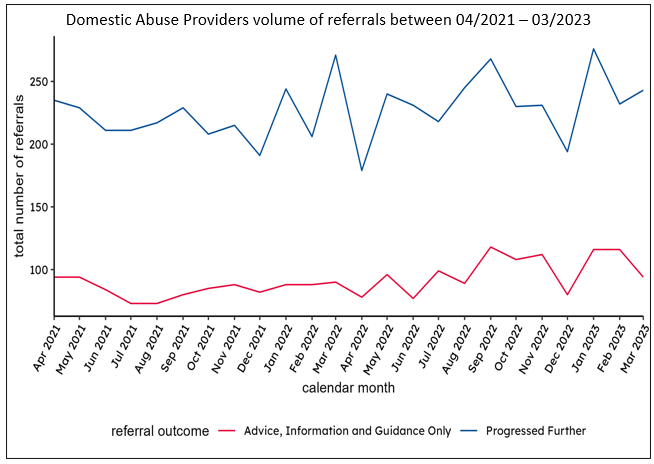 Domestic Abuse Providers volume of referrals between 04/2021 – 03/2023
total number of referrals
250
200
150
100
Apr 2021
May 2021
Jun 2021
Jul 2021
Aug 2021
Sep 2021
Oct 2021
Nov 2021
Dec 2021
Jan 2022
Feb 2022
Mar 2022
Apr 2022
May 2022
Jun 2022
Jul 2022
Aug 2022
Sep 2022
Oct 2022
Nov 2022
Dec 2022
Jan 2023
Feb 2023
Mar 2023
calendar month
referral outcome Advice, Information and Guidance Only Progressed Further